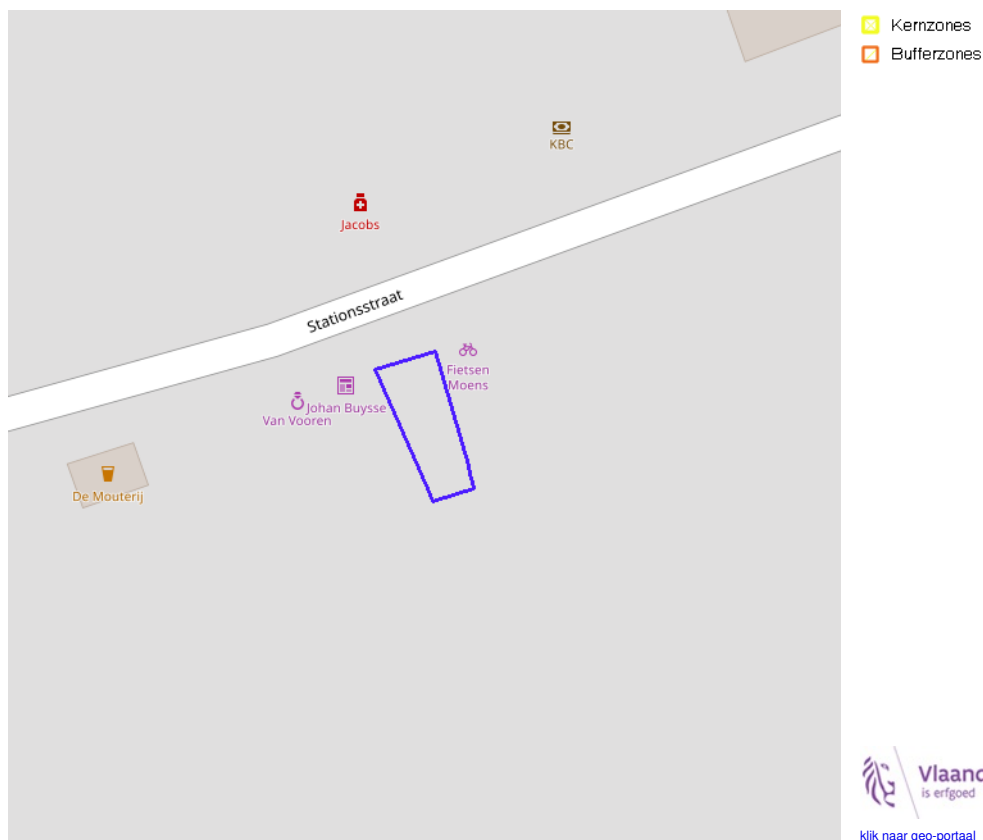 Kernzones
Bufferzones
KBC
Jacobs
Stationsstraat
Fietsen
Moens
Johan Buysse
Van Vooren
De Mouterij
Vlaand
is erfgoed
klik naar geo-portaal